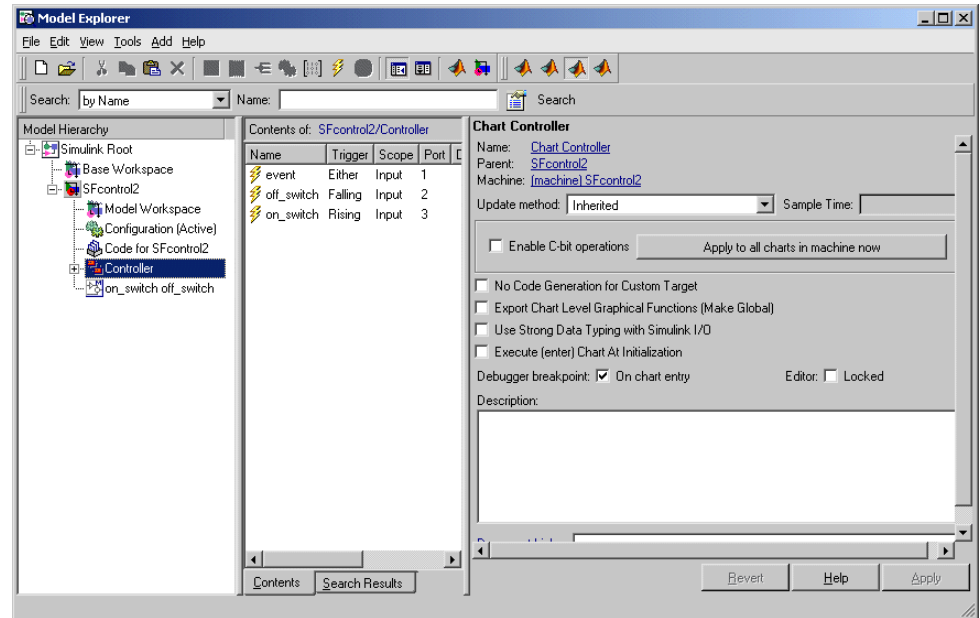 Model Explorer
File Edit View Tools Add Help
Search: by Name Name: Search
Model Hierarchy
Simulink Root
Base Workspace
SFcontrol2
Model Workspace
Configuration (Active)
Code for SFcontrol2
Controller
on_switch off_switch
Contents of: SFcontrol2/Controller
Name Trigger Scope Port
event Either Input 1
off_switch Falling Input 2
on_switch Rising Input 3
Contents Search Results
Chart Controller
Name: Chart Controller
Parent: SFcontrol2
Machine: (machine) SFcontrol2
Update method: Inherited Sample Time:
Enable C-bit operations Apply to all charts in machine now
No Code Generation for Custom Target
Export Chart Level Graphical Functions (Make Global)
Use Strong Data Typing with Simulink I/O
Execute (enter) Chart At Initialization
Debugger breakpoint: On chart entry Editor: Locked
Description:
Revert Help Apply